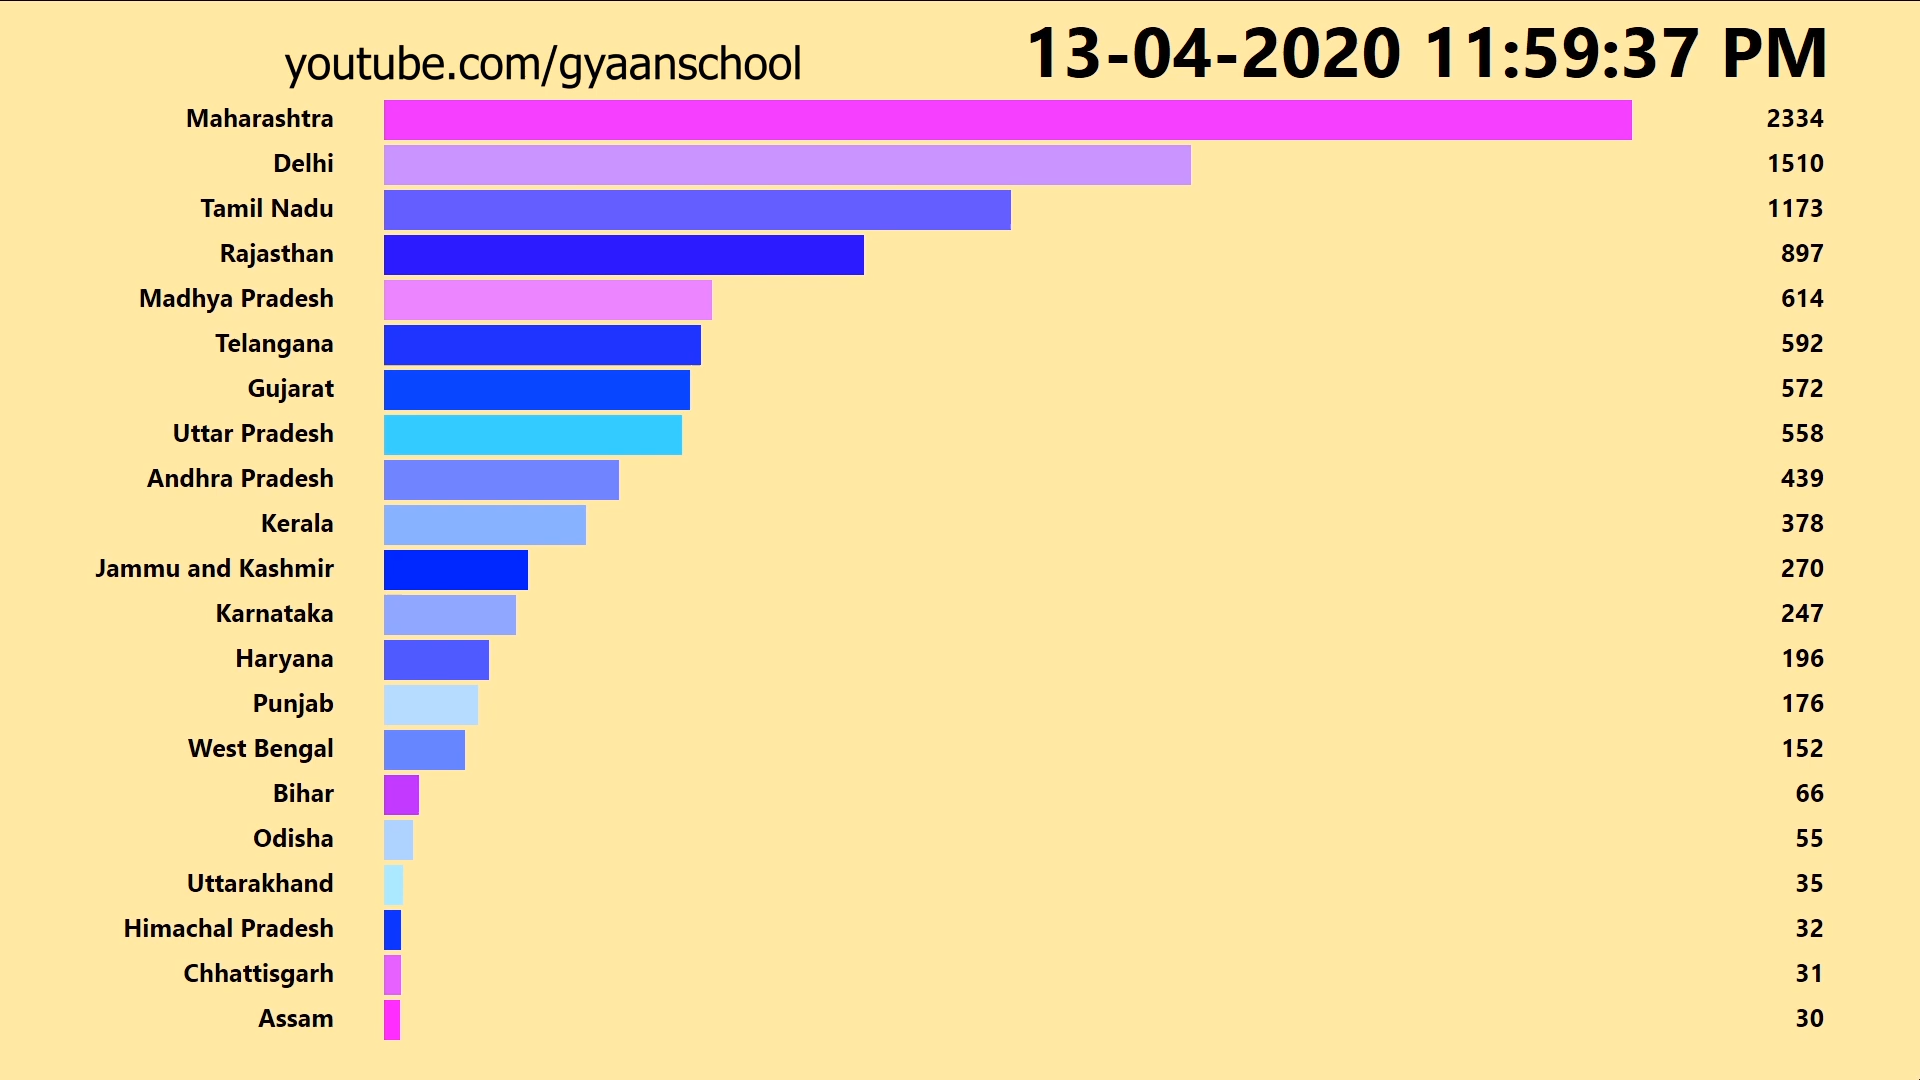 youtube.com/gyaanschool
13-04-2020 11:59:37 PM
Maharashtra 2334
Delhi 1510
Tamil Nadu 1173
Rajasthan 897
Madhya Pradesh 614
Telangana 592
Gujarat 572
Uttar Pradesh 558
Andhra Pradesh 439
Kerala 378
Jammu and Kashmir 270
Karnataka 247
Haryana 196
Punjab 176
West Bengal 152
Bihar 66
Odisha 55
Uttarakhand 35
Himachal Pradesh 32
Chhattisgarh 31
Assam 30